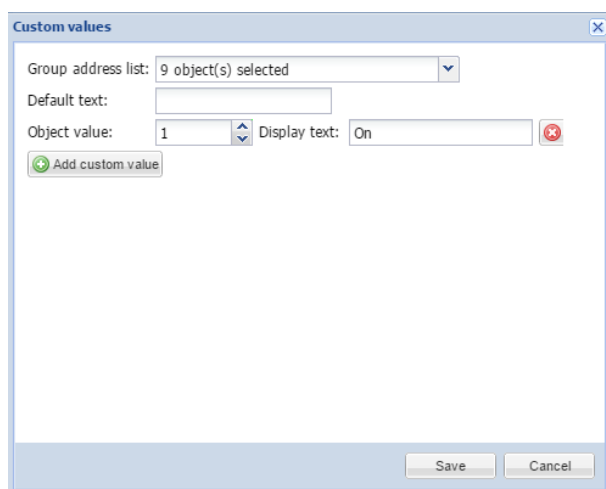 Custom values
Group address list: 9 object(s) selected
Default text:
Object value: 1 Display text: On
Add custom value
Save Cancel